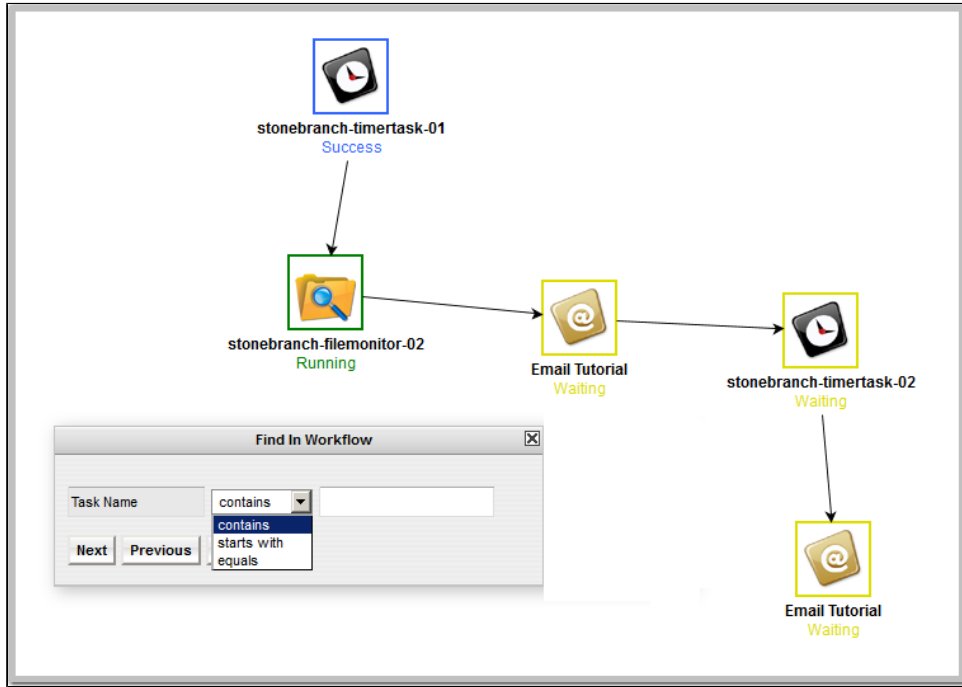 stonebranch-timertask-01
Success
stonebranch-filemonitor-02
Running
Email Tutorial
Waiting
stonebranch-timertask-02
Waiting
Find In Workflow
Task Name
contains
contains
starts with
equals
Next
Previous
Email Tutorial
Waiting